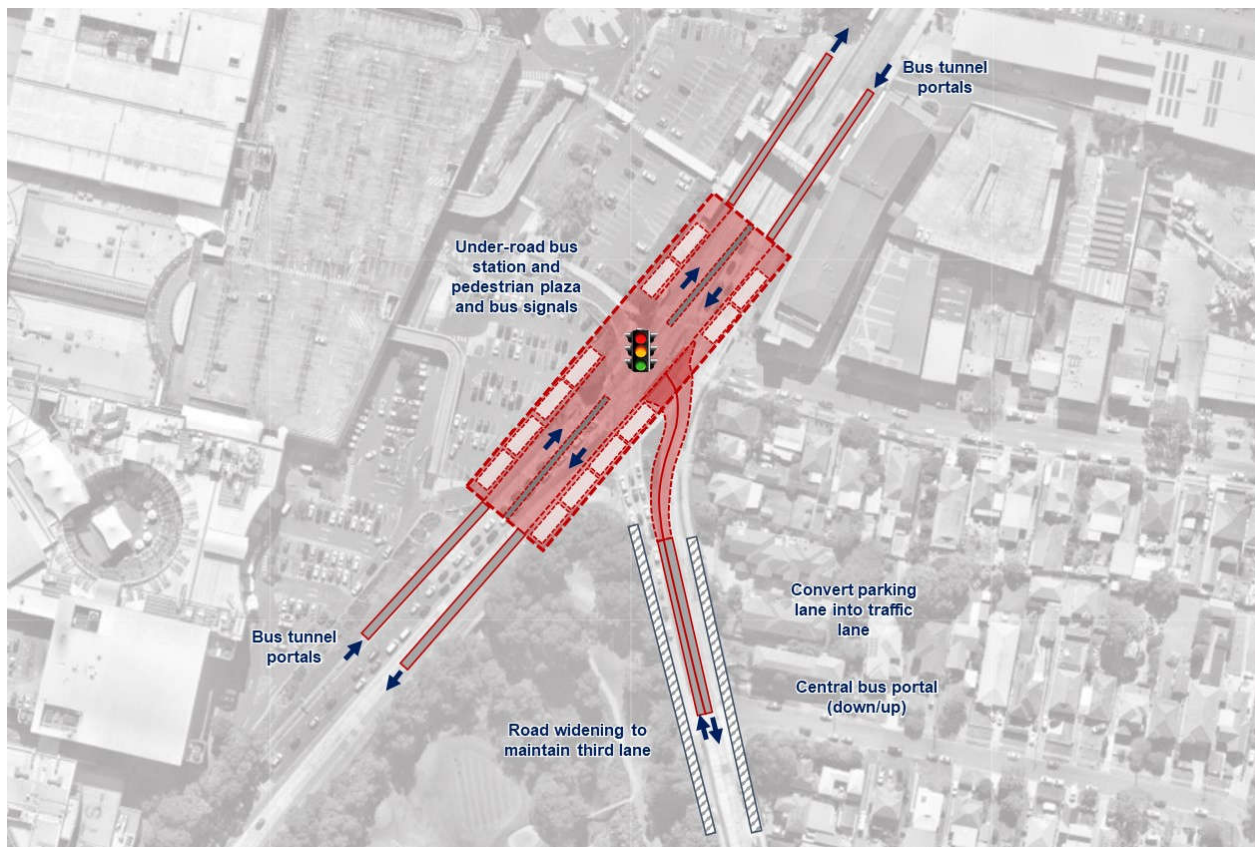 Bus tunnel
portals
Under-road bus
station and
pedestrian plaza
and bus signals
Convert parking
lane into traffic
lane
Bus tunnel
portals
Central bus portal
(down/up)
Road widening to
maintain third lane